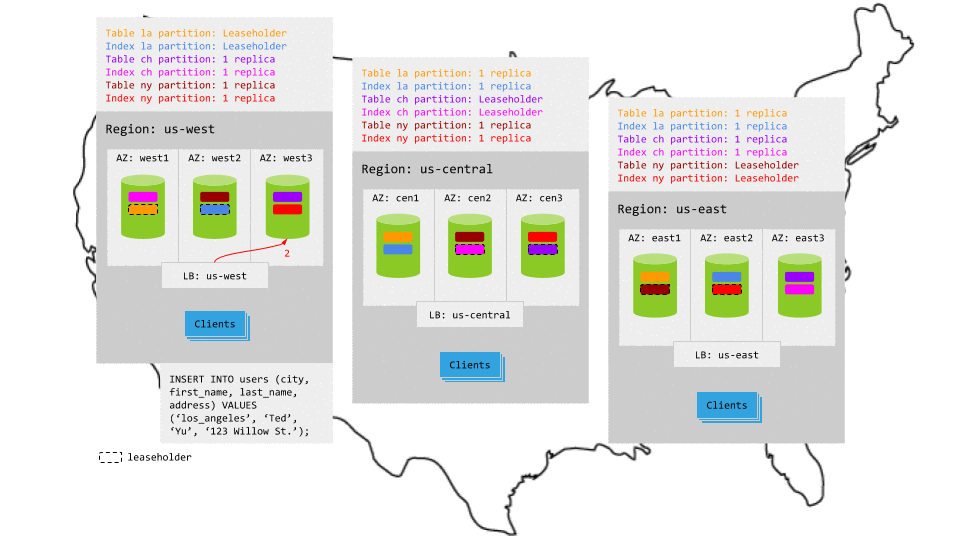 Table la partition: Leaseholder
Index la partition: Leaseholder
Table ch partition: 1 replica
Index ch partition: 1 replica
Table ny partition: 1 replica
Index ny partition: 1 replica
Region: us-west
AZ: west1
AZ: west2
AZ: west3
2
LB: us-west
Clients
INSERT INTO users (city,
first_name, last_name,
address) VALUES
(‘los_angeles’, ‘Ted’,
‘Yu’, ‘123 Willow St.’);
leaseholder
Table la partition: 1 replica
Index la partition: 1 replica
Table ch partition: Leaseholder
Index ch partition: Leaseholder
Table ny partition: 1 replica
Index ny partition: 1 replica
Region: us-central
AZ: cen1
AZ: cen2
AZ: cen3
LB: us-central
Clients
Table la partition: 1 replica
Index la partition: 1 replica
Table ch partition: 1 replica
Index ch partition: 1 replica
Table ny partition: Leaseholder
Index ny partition: Leaseholder
Region: us-east
AZ: east1
AZ: east2
AZ: east3
LB: us-east
Clients